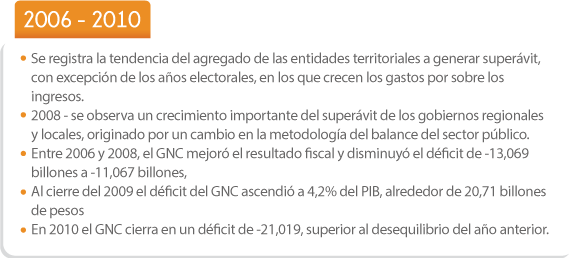 2006 - 2010
Se registra la tendencia del agregado de las entidades territoriales a generar superávit,
con excepción de los años electorales, en los que crecen los gastos por sobre los
ingresos.
2008 - se observa un crecimiento importante del superávit de los gobiernos regionales
y locales, originado por un cambio en la metodología del balance del sector público.
Entre 2006 y 2008, el GNC mejoró el resultado fiscal y disminuyó el déficit de -13,069
billones a -11,067 billones,
Al cierre del 2009 el déficit del GNC ascendió a 4,2% del PIB, alrededor de 20,71 billones
de pesos
En 2010 el GNC cierra en un déficit de -21,019, superior al desequilibrio del año anterior.